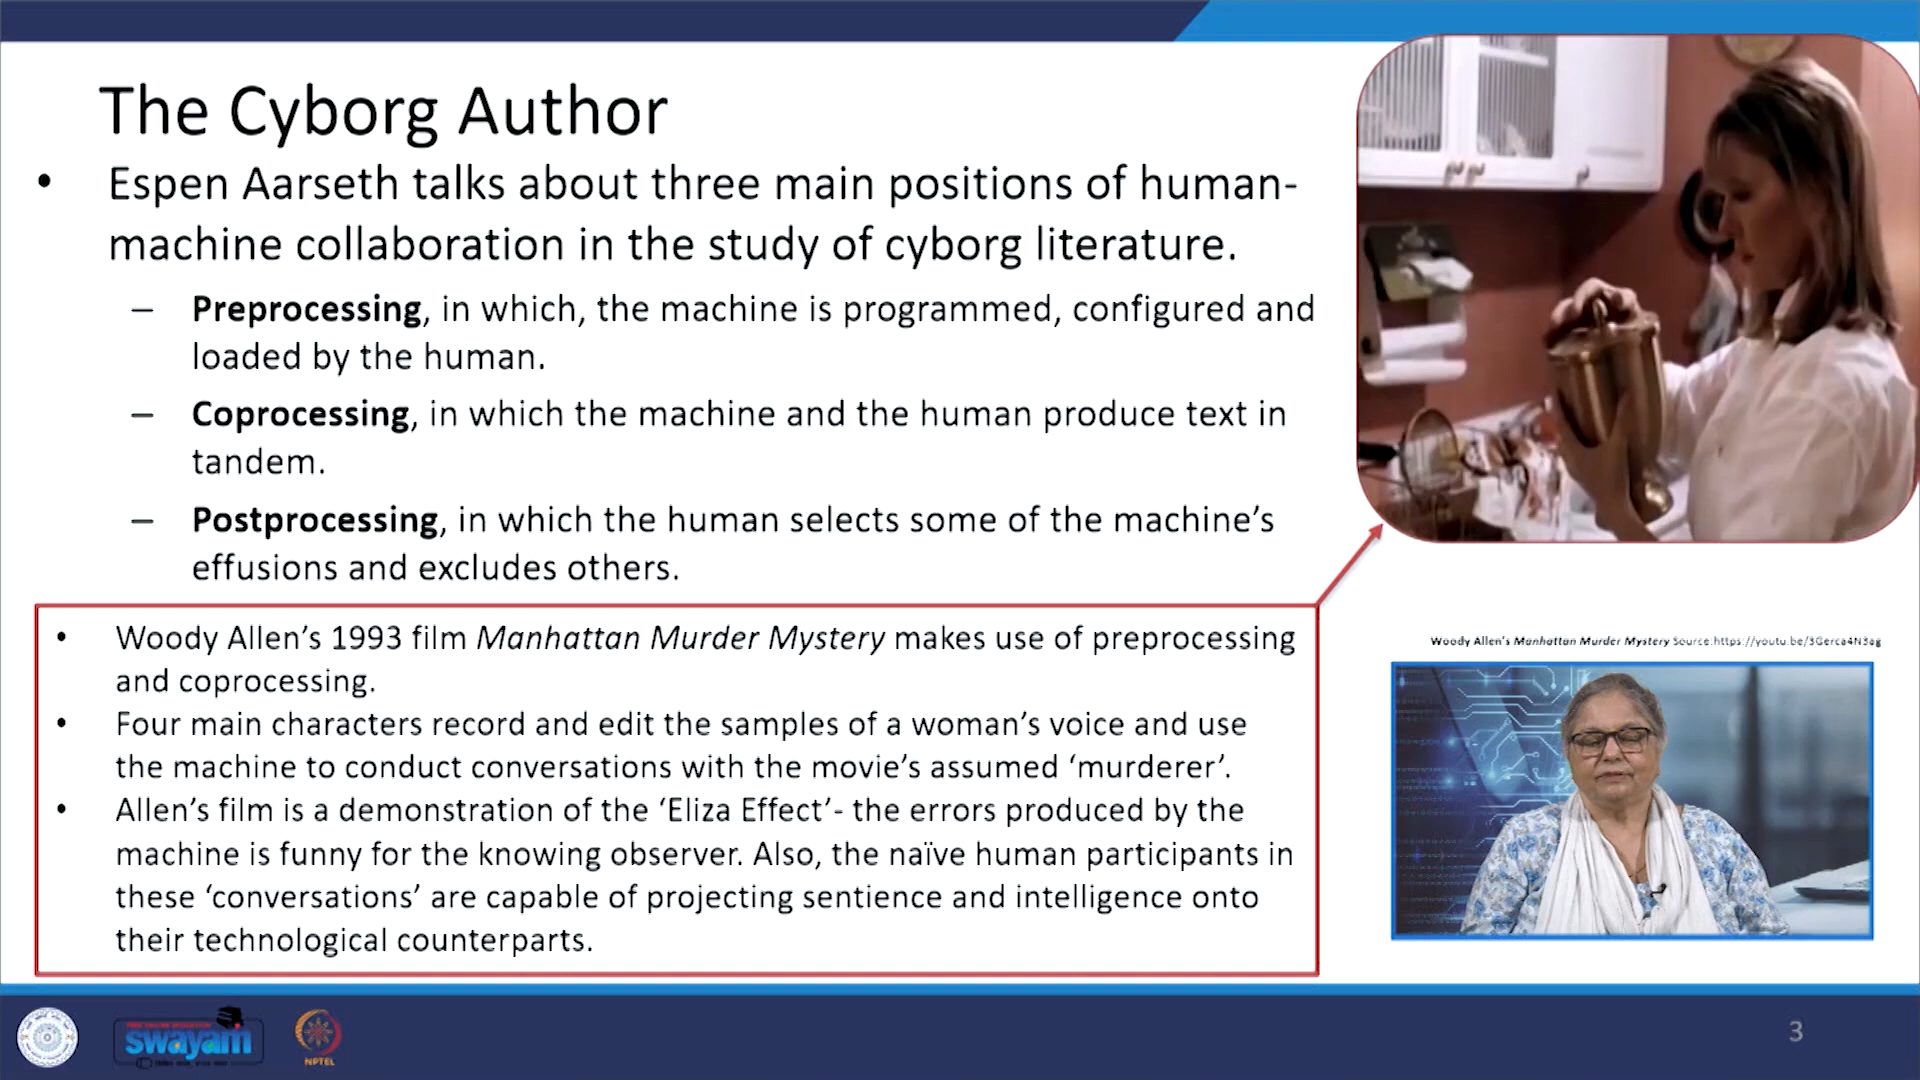 The Cyborg Author
• Espen Aarseth talks about three main positions of human-
machine collaboration in the study of cyborg literature.
– Preprocessing, in which, the machine is programmed, configured and
loaded by the human.
– Coprocessing, in which the machine and the human produce text in
tandem.
– Postprocessing, in which the human selects some of the machine’s
effusions and excludes others.
• Woody Allen’s 1993 film Manhattan Murder Mystery makes use of preprocessing
and coprocessing.
• Four main characters record and edit the samples of a woman’s voice and use
the machine to conduct conversations with the movie’s assumed ‘murderer’.
• Allen’s film is a demonstration of the ‘Eliza Effect’- the errors produced by the
machine is funny for the knowing observer. Also, the naïve human participants in
these ‘conversations’ are capable of projecting sentience and intelligence onto
their technological counterparts.
Woody Allen's Manhattan Murder Mystery Source:https://youtu.be/3Gerca4N3ag
swayam
NPTEL
3